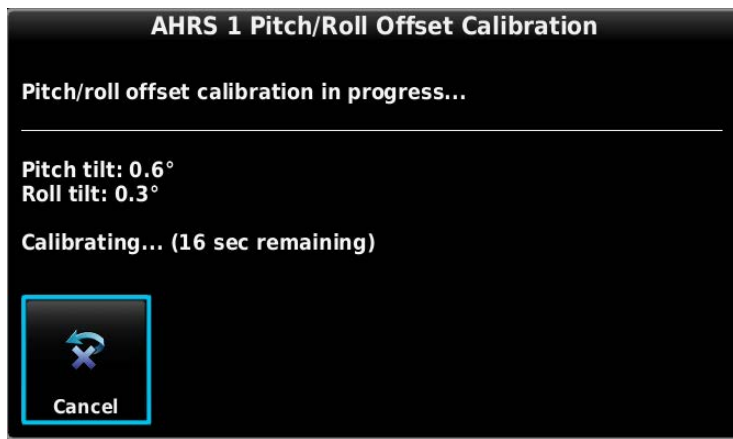 AHRS 1 Pitch/Roll Offset Calibration
Pitch/roll offset calibration in progress...
Pitch tilt: 0.6°
Roll tilt: 0.3°
Calibrating... (16 sec remaining)
Cancel